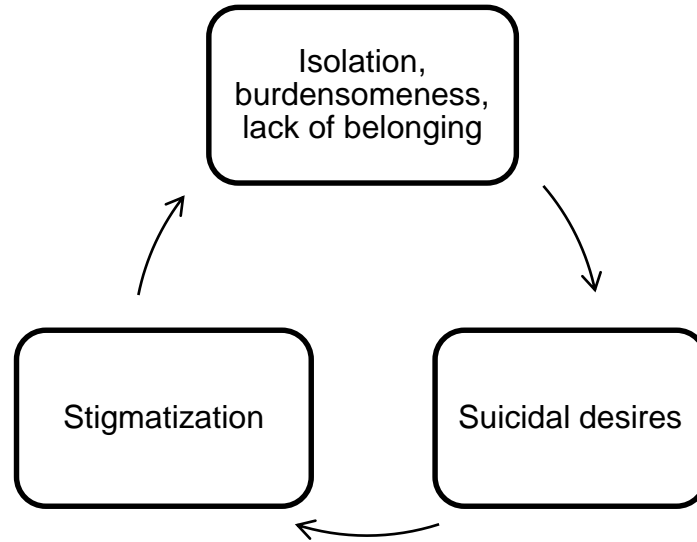 Isolation,
burdensomeness,
lack of belonging
Suicidal desires
Stigmatization